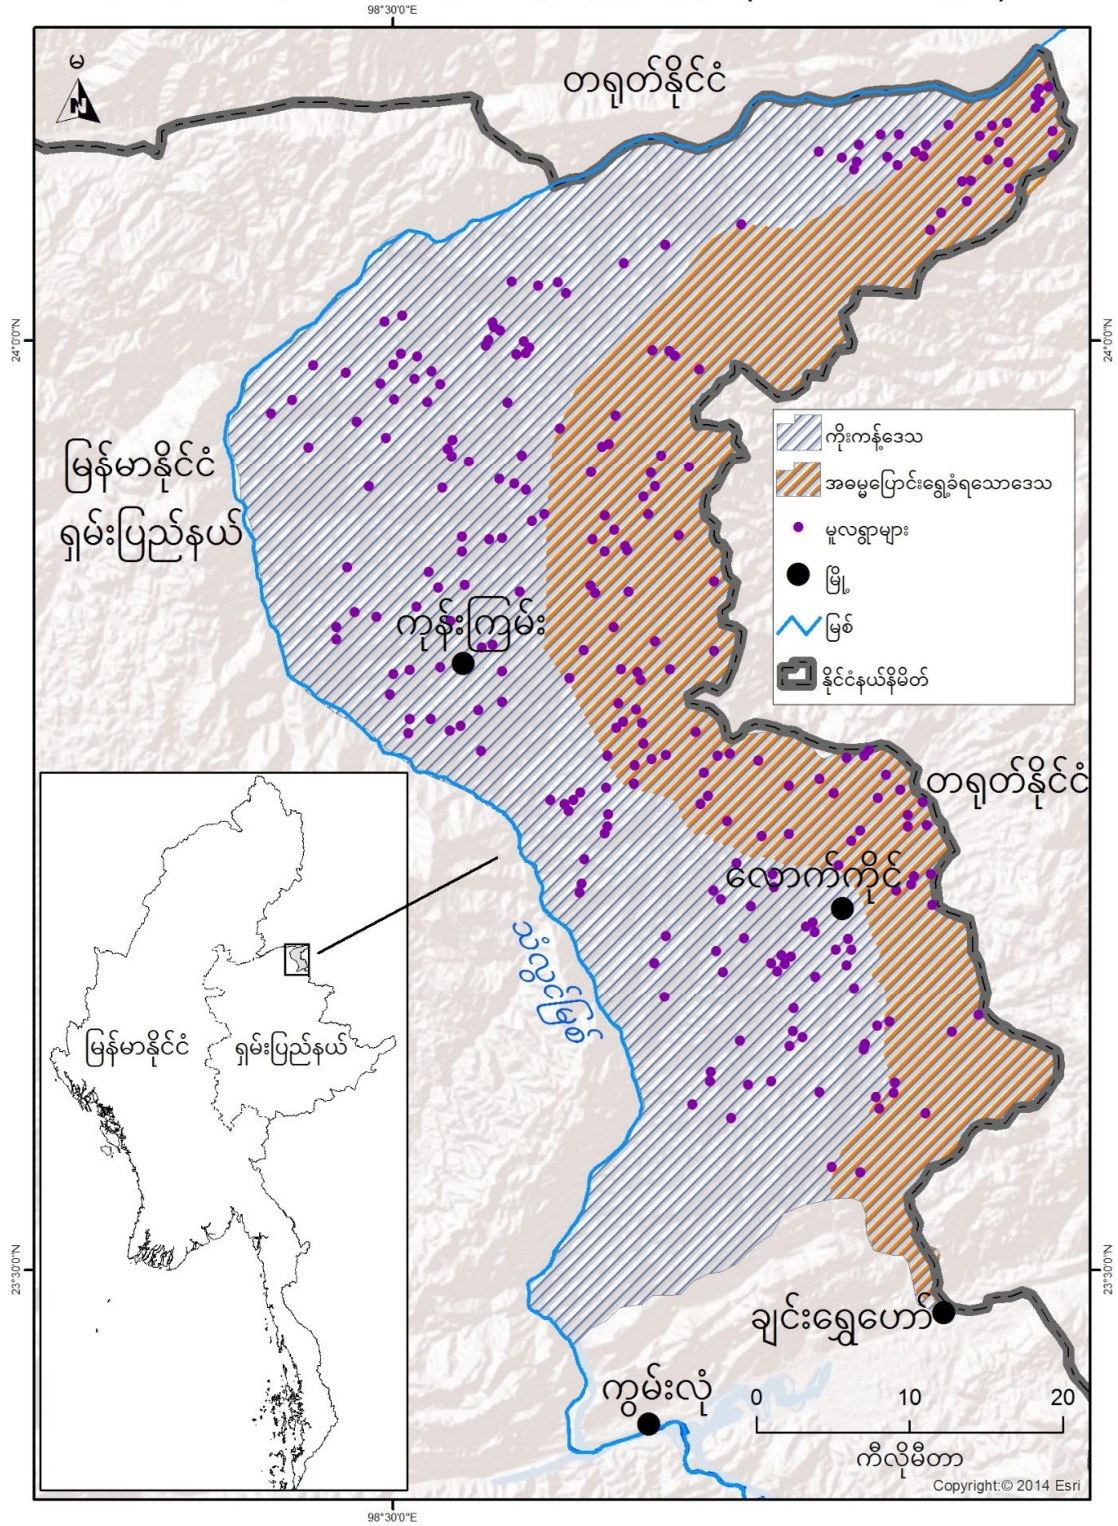 98°30'0"E
မ
N
တရုတ်နိုင်ငံ
24°0'0"N
24°0'0"N
ကိုးကန့်ဒေသ
အဓမ္မပြောင်းရွှေ့ခံရသောဒေသ
မူလရွာများ
မြို့
မြစ်
နိုင်ငံနယ်နိမိတ်
မြန်မာနိုင်ငံ
ရှမ်းပြည်နယ်
ကုန်းကြမ်း
တရုတ်နိုင်ငံ
လောက်ကိုင်
သံလွင်မြစ်
မြန်မာနိုင်ငံ
ရှမ်းပြည်နယ်
23°30'0"N
23°30'0"N
ချင်းရွှေဟော်
ကွမ်းလုံ
0 10 20
ကီလိုမီတာ
Copyright:© 2014 Esri
98°30'0"E